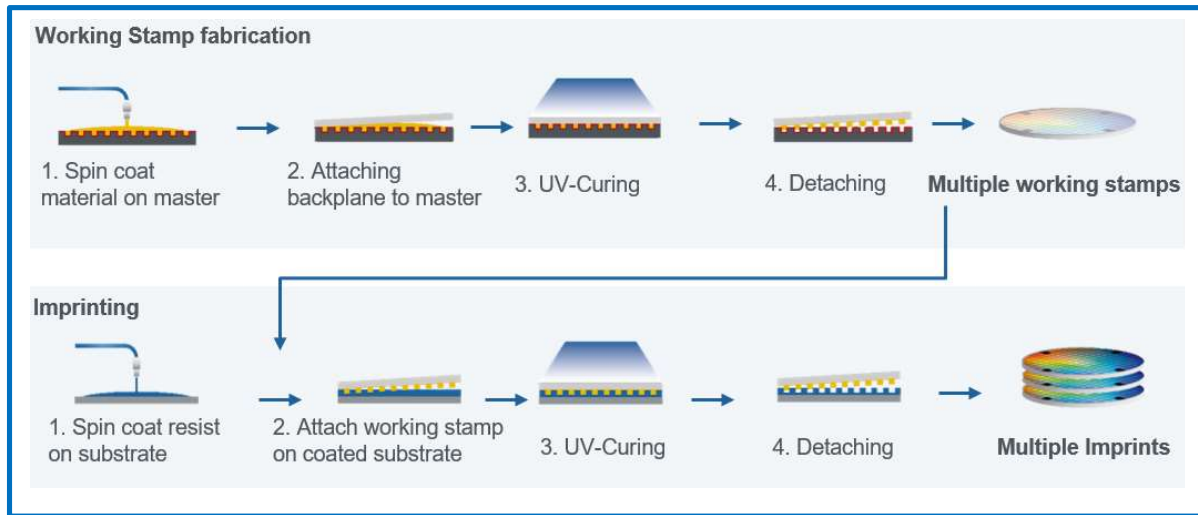 Working Stamp fabrication
1. Spin coat
material on master
2. Attaching
backplane to master
3. UV-Curing
4. Detaching
Multiple working stamps
Imprinting
1. Spin coat resist
on substrate
2. Attach working stamp
on coated substrate
3. UV-Curing
4. Detaching
Multiple Imprints